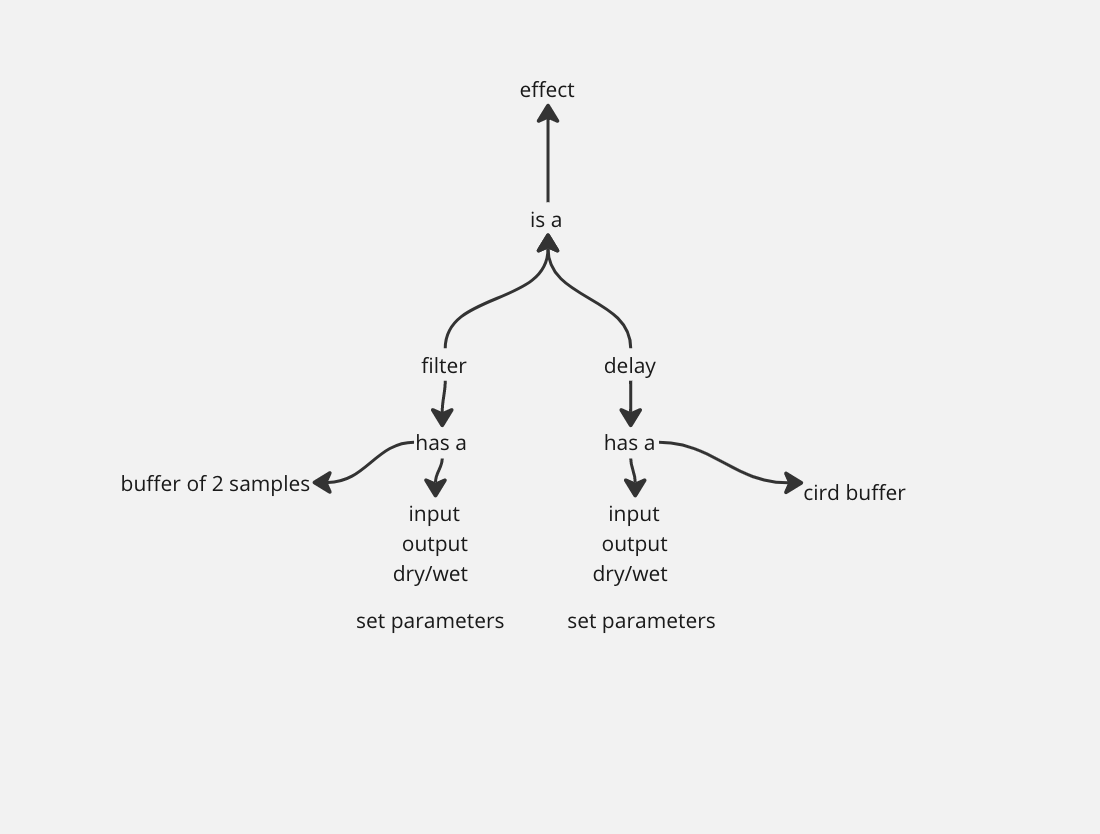 effect
is a
filter
delay
has a
has a
buffer of 2 samples
cird buffer
input
output
dry/wet
input
output
dry/wet
set parameters
set parameters